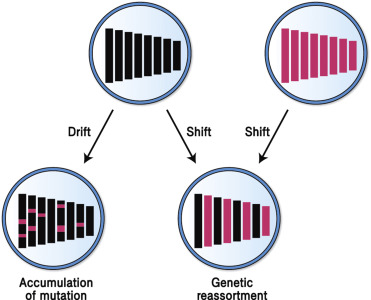 Drift
Shift
Shift
Accumulation
of mutation
Genetic
reassortment